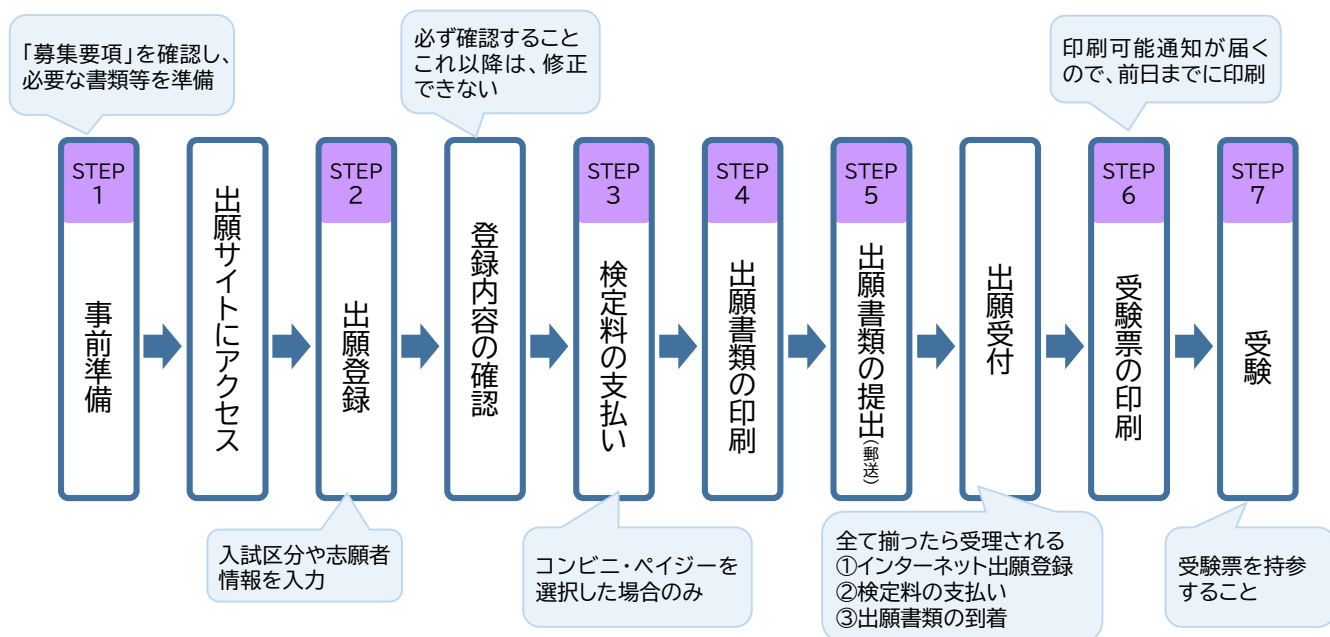 「募集要項」を確認し、
必要な書類等を準備
必ず確認すること
これ以降は、修正
できない
印刷可能通知が届く
ので、前日までに印刷
STEP
1
事前準備
出願サイトにアクセス
STEP
2
出願登録
登録内容の確認
STEP
3
検定料の支払い
STEP
4
出願書類の印刷
STEP
5
出願書類の提出(郵送)
出願受付
STEP
6
受験票の印刷
STEP
7
受験
入試区分や志願者
情報を入力
コンビニ・ペイジーを
選択した場合のみ
全て揃ったら受理される
①インターネット出願登録
②検定料の支払い
③出願書類の到着
受験票を持参
すること